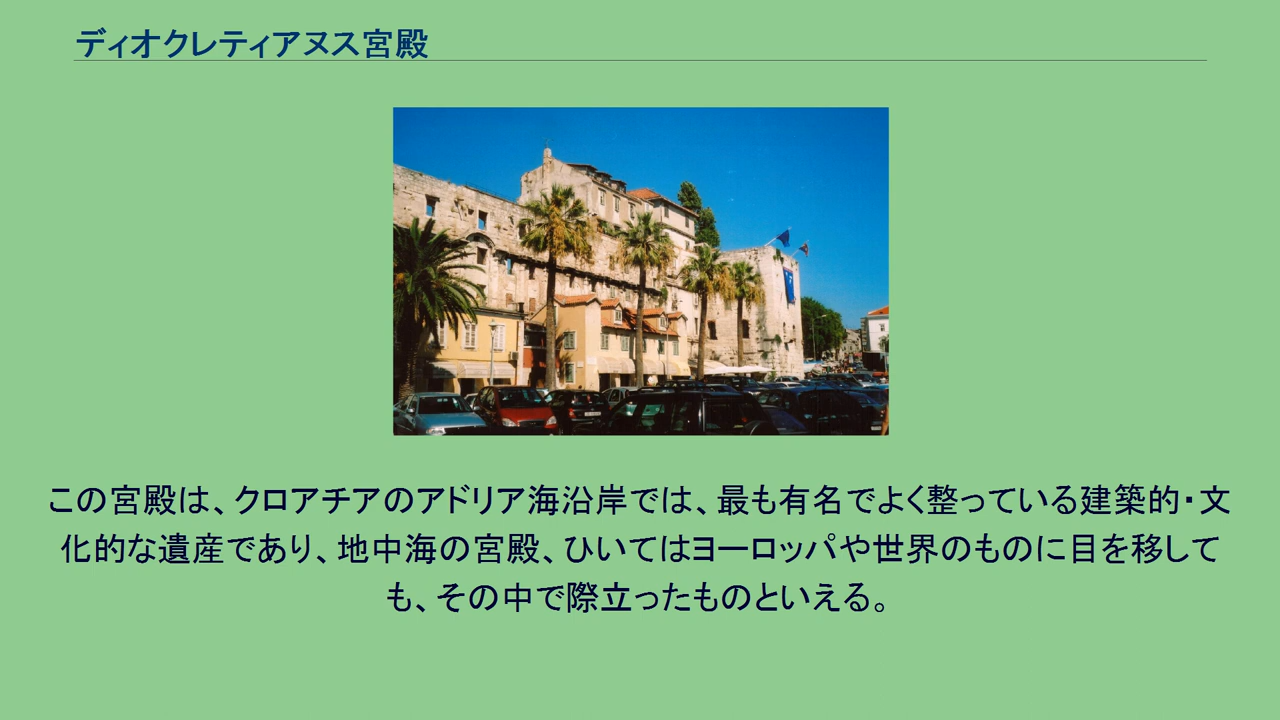 ディオクレティアヌス宮殿
この宮殿は、クロアチアのアドリア海沿岸では、最も有名でよく整っている建築的・文
化的な遺産であり、地中海の宮殿、ひいてはヨーロッパや世界のものに目を移して
も、その中で際立ったものといえる。